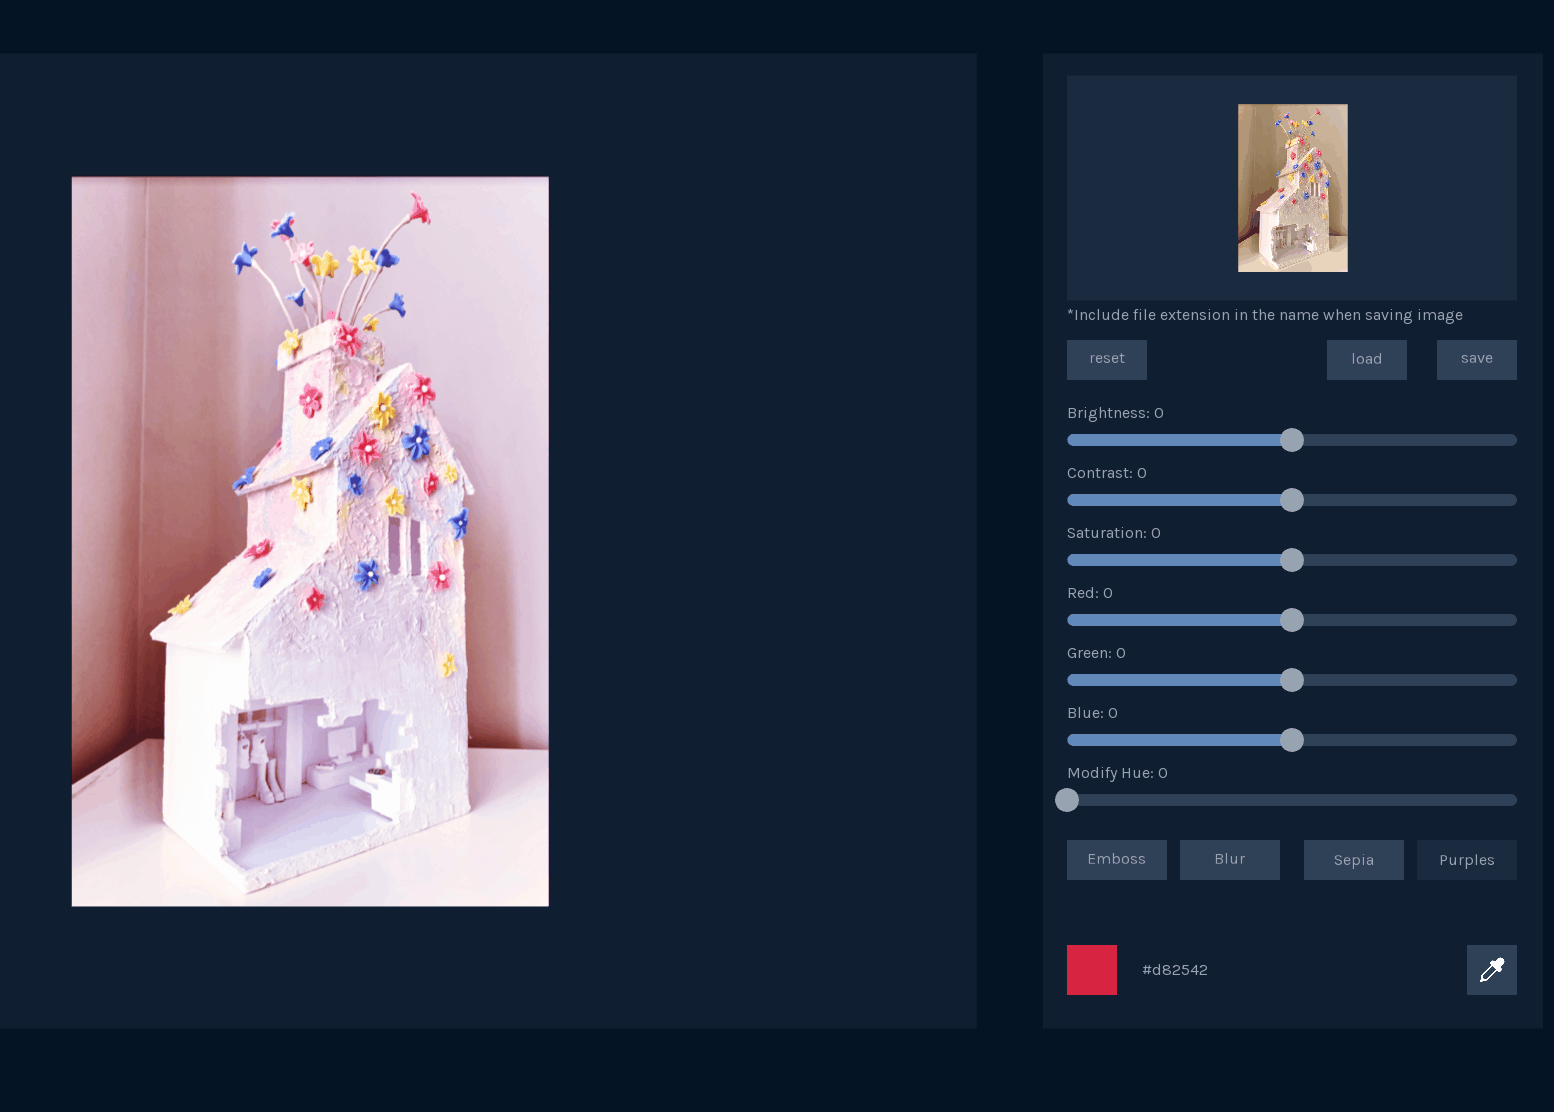 *Include file extension in the name when saving image
reset load save
Brightness: 0
Contrast: 0
Saturation: 0
Red: 0
Green: 0
Blue: 0
Modify Hue: 0
Emboss Blur Sepia Purples
#d82542